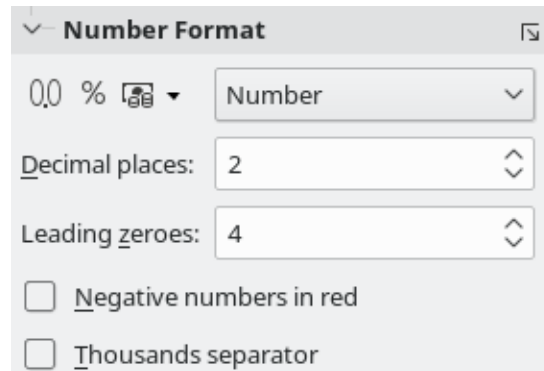 Number Format
0.0 % Number
Decimal places: 2
Leading zeroes: 4
Negative numbers in red
Thousands separator